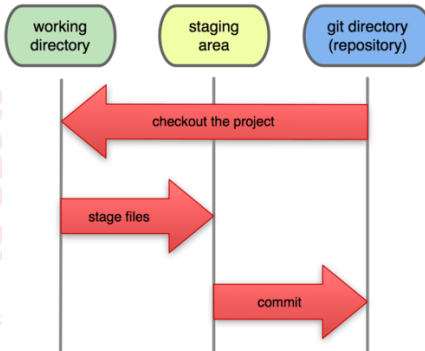 working
directory
staging
area
git directory
(repository)
checkout the project
stage files
commit